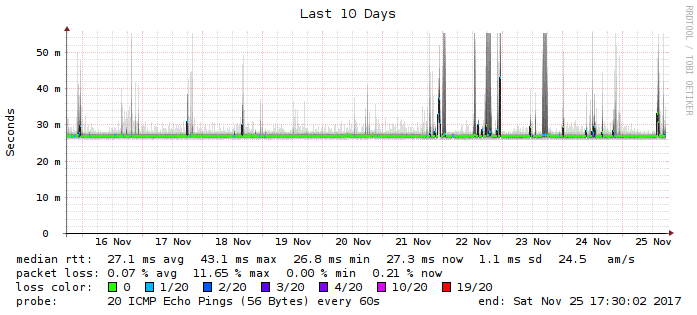 Last 10 Days
RRDTOOL / TOBI OETIKER
Seconds
50 m
40 m
30 m
20 m
10 m
0
16 Nov 17 Nov 18 Nov 19 Nov 20 Nov 21 Nov 22 Nov 23 Nov 24 Nov 25 Nov
median rtt: 27.1 ms avg 43.1 ms max 26.8 ms min 27.3 ms now 1.1 ms sd 24.5 am/s
packet loss: 0.07 % avg 11.65 % max 0.00 % min 0.21 % now
loss color: 0 1/20 2/20 3/20 4/20 10/20 19/20
probe: 20 ICMP Echo Pings (56 Bytes) every 60s end: Sat Nov 25 17:30:02 2017